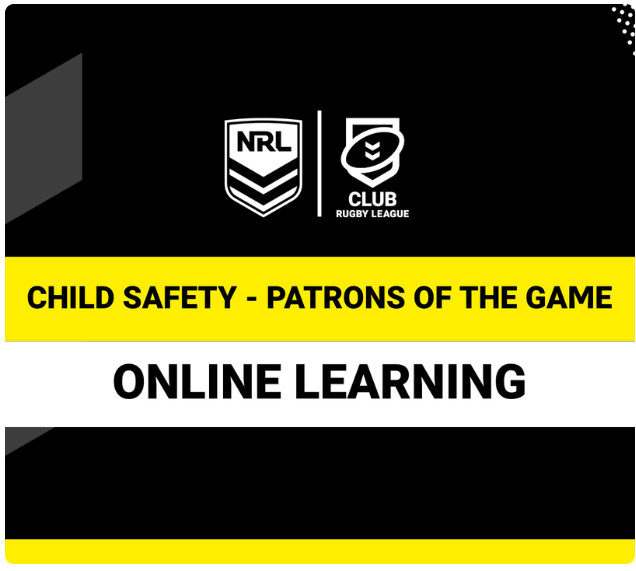 NRL
CLUB
RUGBY LEAGUE
CHILD SAFETY - PATRONS OF THE GAME
ONLINE LEARNING